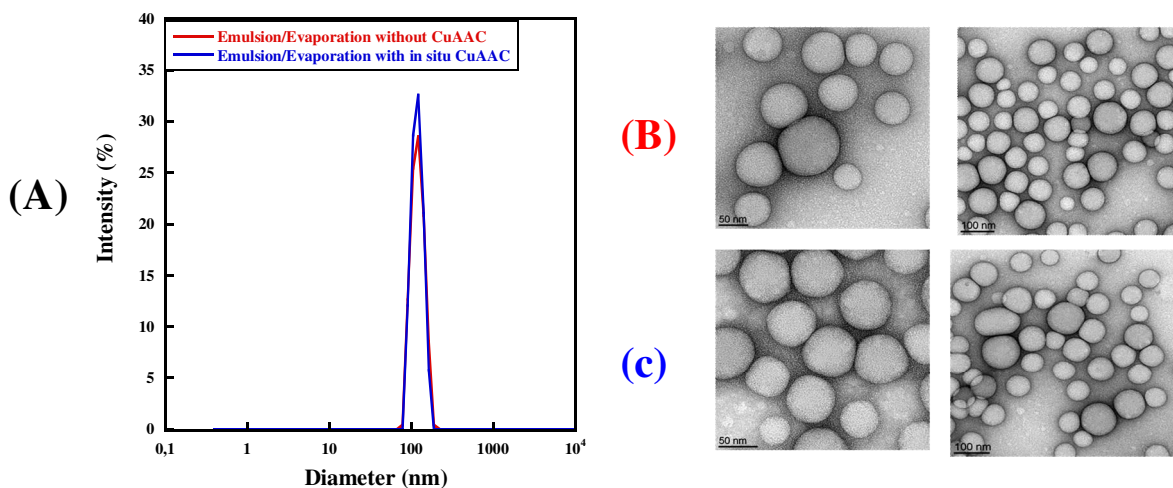 (A)
Intensity (%)
40
35
30
25
20
15
10
5
0
Emulsion/Evaporation without CuAAC
Emulsion/Evaporation with in situ CuAAC
0,1
1
10
100
1000
10⁴
Diameter (nm)
(B)
50 nm
100 nm
(c)
50 nm
100 nm